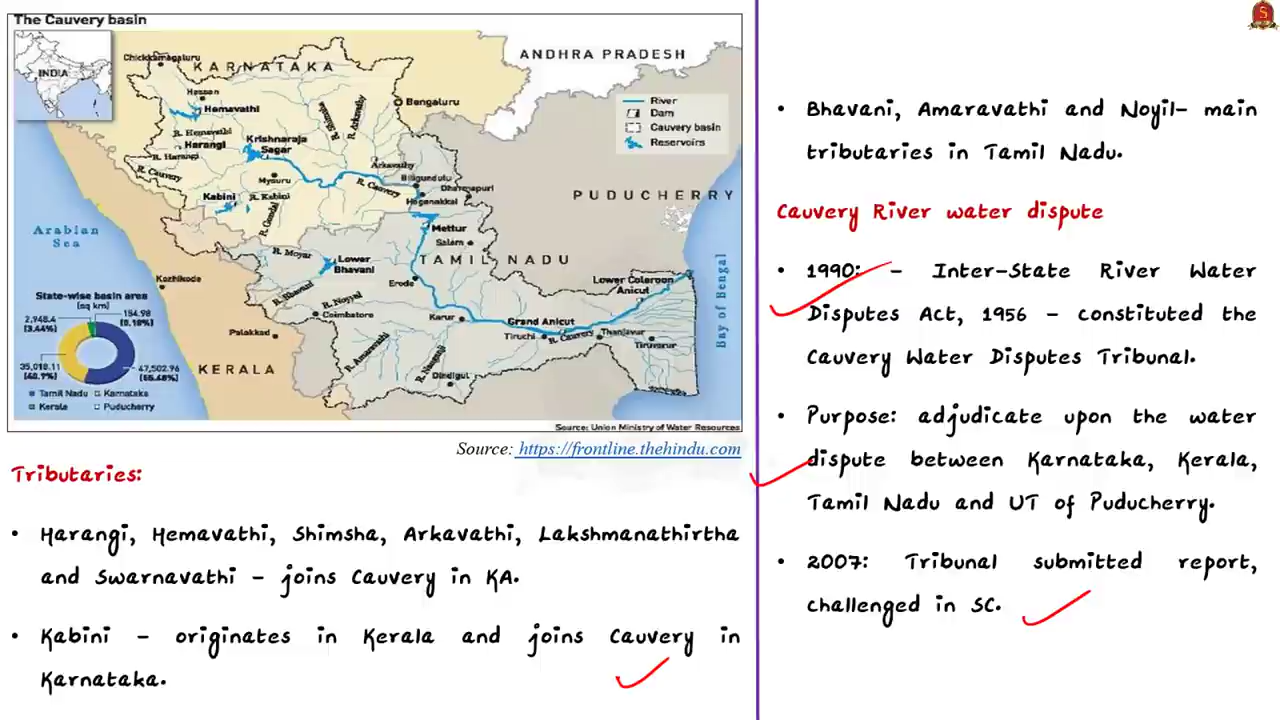 The Cauvery basin
INDIA
Chickkamagaluru
KARNATAKA
ANDHRA PRADESH
Hassan
Hemavathi
Bengaluru
R. Hemavathi
Harangi
R. Harangi
Krishnaraja
Sagar
R. Shimsha
R. Arkavathy
Arkavathy
R. Cauvery
Mysuru
R. Cauvery
Biligundulu
Dharmapuri
Hogenakkal
Kabini
R. Kabini
River
Dam
Cauvery basin
Reservoirs
PUDUCHERRY
Arabian
Sea
Mettur
Salem
R. Moyar
Lower
Bhavani
TAMIL NADU
Lower Coleroon
Anicut
Bay of Bengal
Kozhikode
R. Bhavani
Erode
R. Noyyal
Coimbatore
Karur
Grand Anicut
Tiruchi
R. Cauvery
Thanjavur
Tiruvarur
Palakkad
KERALA
R. Amaravathi
R. Nanganji
Dindigul
State-wise basin area
(sq km)
2,948.4
(3.44%)
184.98
(0.18%)
35,018.11
47,502.96
Tamil Nadu
Karnataka
Kerala
Puducherry
Source: Union Ministry of Water Resources
Source: https://frontline.thehindu.com
Tributaries:
• Harangi, Hemavathi, Shimsha, Arkavathi, Lakshmanathirtha
and Swarnavathi – joins Cauvery in KA.
• Kabini – originates in Kerala and joins Cauvery in
Karnataka.
• Bhavani, Amaravathi and Noyil- main
tributaries in Tamil Nadu.
Cauvery River water dispute
• 1990: – Inter-State River Water
Disputes Act, 1956 – constituted the
Cauvery Water Disputes Tribunal.
• Purpose: adjudicate upon the water
dispute between Karnataka, Kerala,
Tamil Nadu and UT of Puducherry.
• 2007: Tribunal submitted report,
challenged in SC.